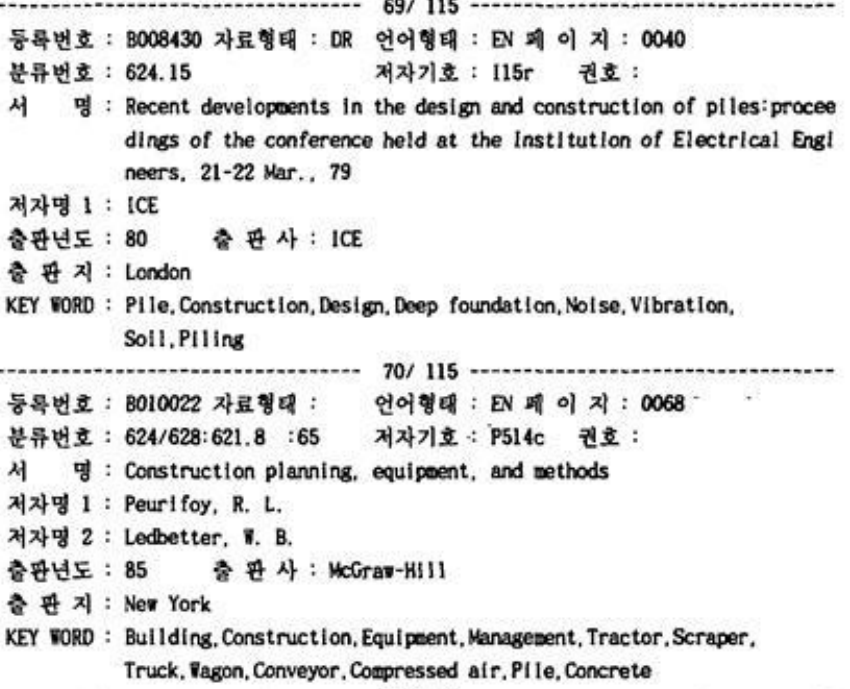 --------------------------------- 69/ 115 ---------------------------------
등록번호 : B008430 자료형태 : DR 언어형태 : EN 페 이 지 : 0040
분류번호 : 624.15 저자기호 : I15r 권호 :
서 명 : Recent developments in the design and construction of piles:procee
dings of the conference held at the Institution of Electrical Engi
neers, 21-22 Mar., 79
저자명 1 : ICE
출판년도 : 80 출 판 사 : ICE
출 판 지 : London
KEY WORD : Pile,Construction,Design,Deep foundation,Noise,Vibration,
Soil,Piling
--------------------------------- 70/ 115 ---------------------------------
등록번호 : B010022 자료형태 : 언어형태 : EN 페 이 지 : 0068
분류번호 : 624/628:621.8 :65 저자기호 : P514c 권호 :
서 명 : Construction planning, equipment, and methods
저자명 1 : Peurifoy, R. L.
저자명 2 : Ledbetter, W. B.
출판년도 : 85 출 판 사 : McGraw-Hill
출 판 지 : New York
KEY WORD : Building,Construction,Equipment,Management,Tractor,Scraper,
Truck,Wagon,Conveyor,Compressed air,Pile,Concrete